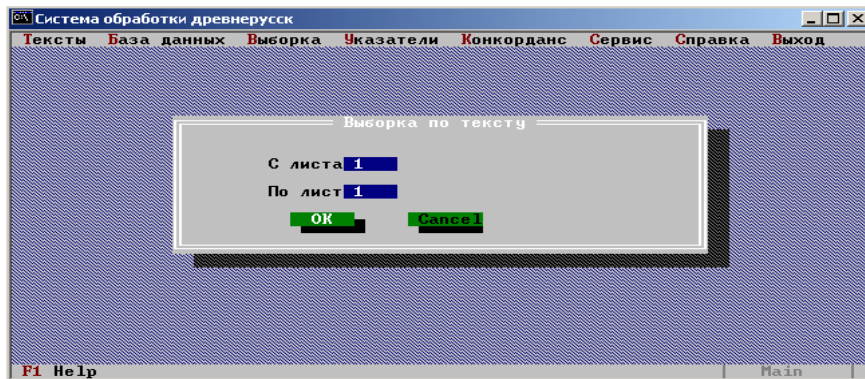 Система обработки древнерусск
Тексты База данных Выборка Указатели Конкорданс Сервис Справка Выход
Выборка по тексту
С листа 1
По лист 1
OK Cancel
F1 Help Main